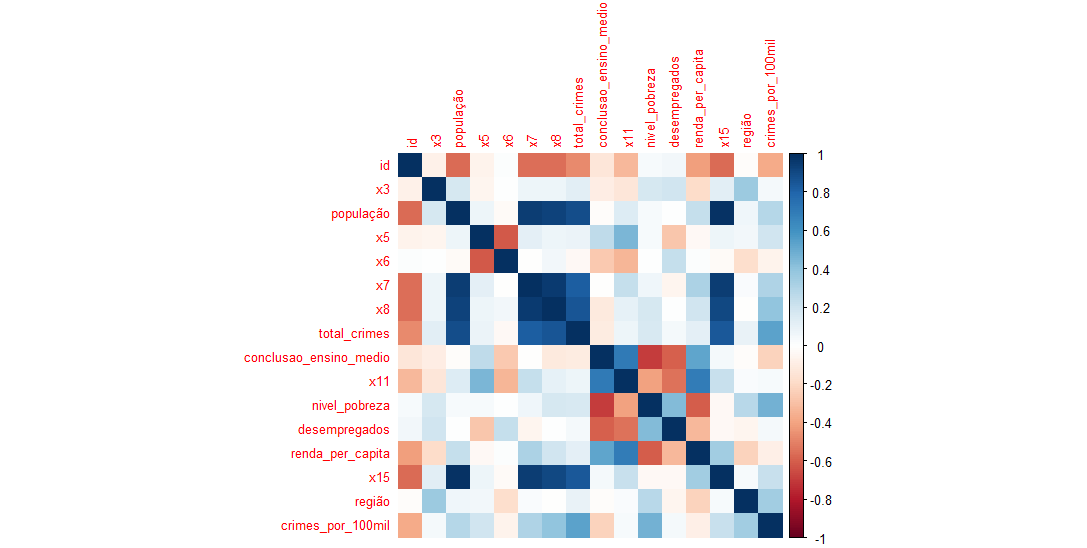 id
x3
população
x5
x6
x7
x8
total_crimes
conclusao_ensino_medio
x11
nivel_pobreza
desempregados
renda_per_capita
x15
região
crimes_por_100mil
id
x3
população
x5
x6
x7
x8
total_crimes
conclusao_ensino_medio
x11
nivel_pobreza
desempregados
renda_per_capita
x15
região
crimes_por_100mil
1
0.8
0.6
0.4
0.2
0
-0.2
-0.4
-0.6
-0.8
-1